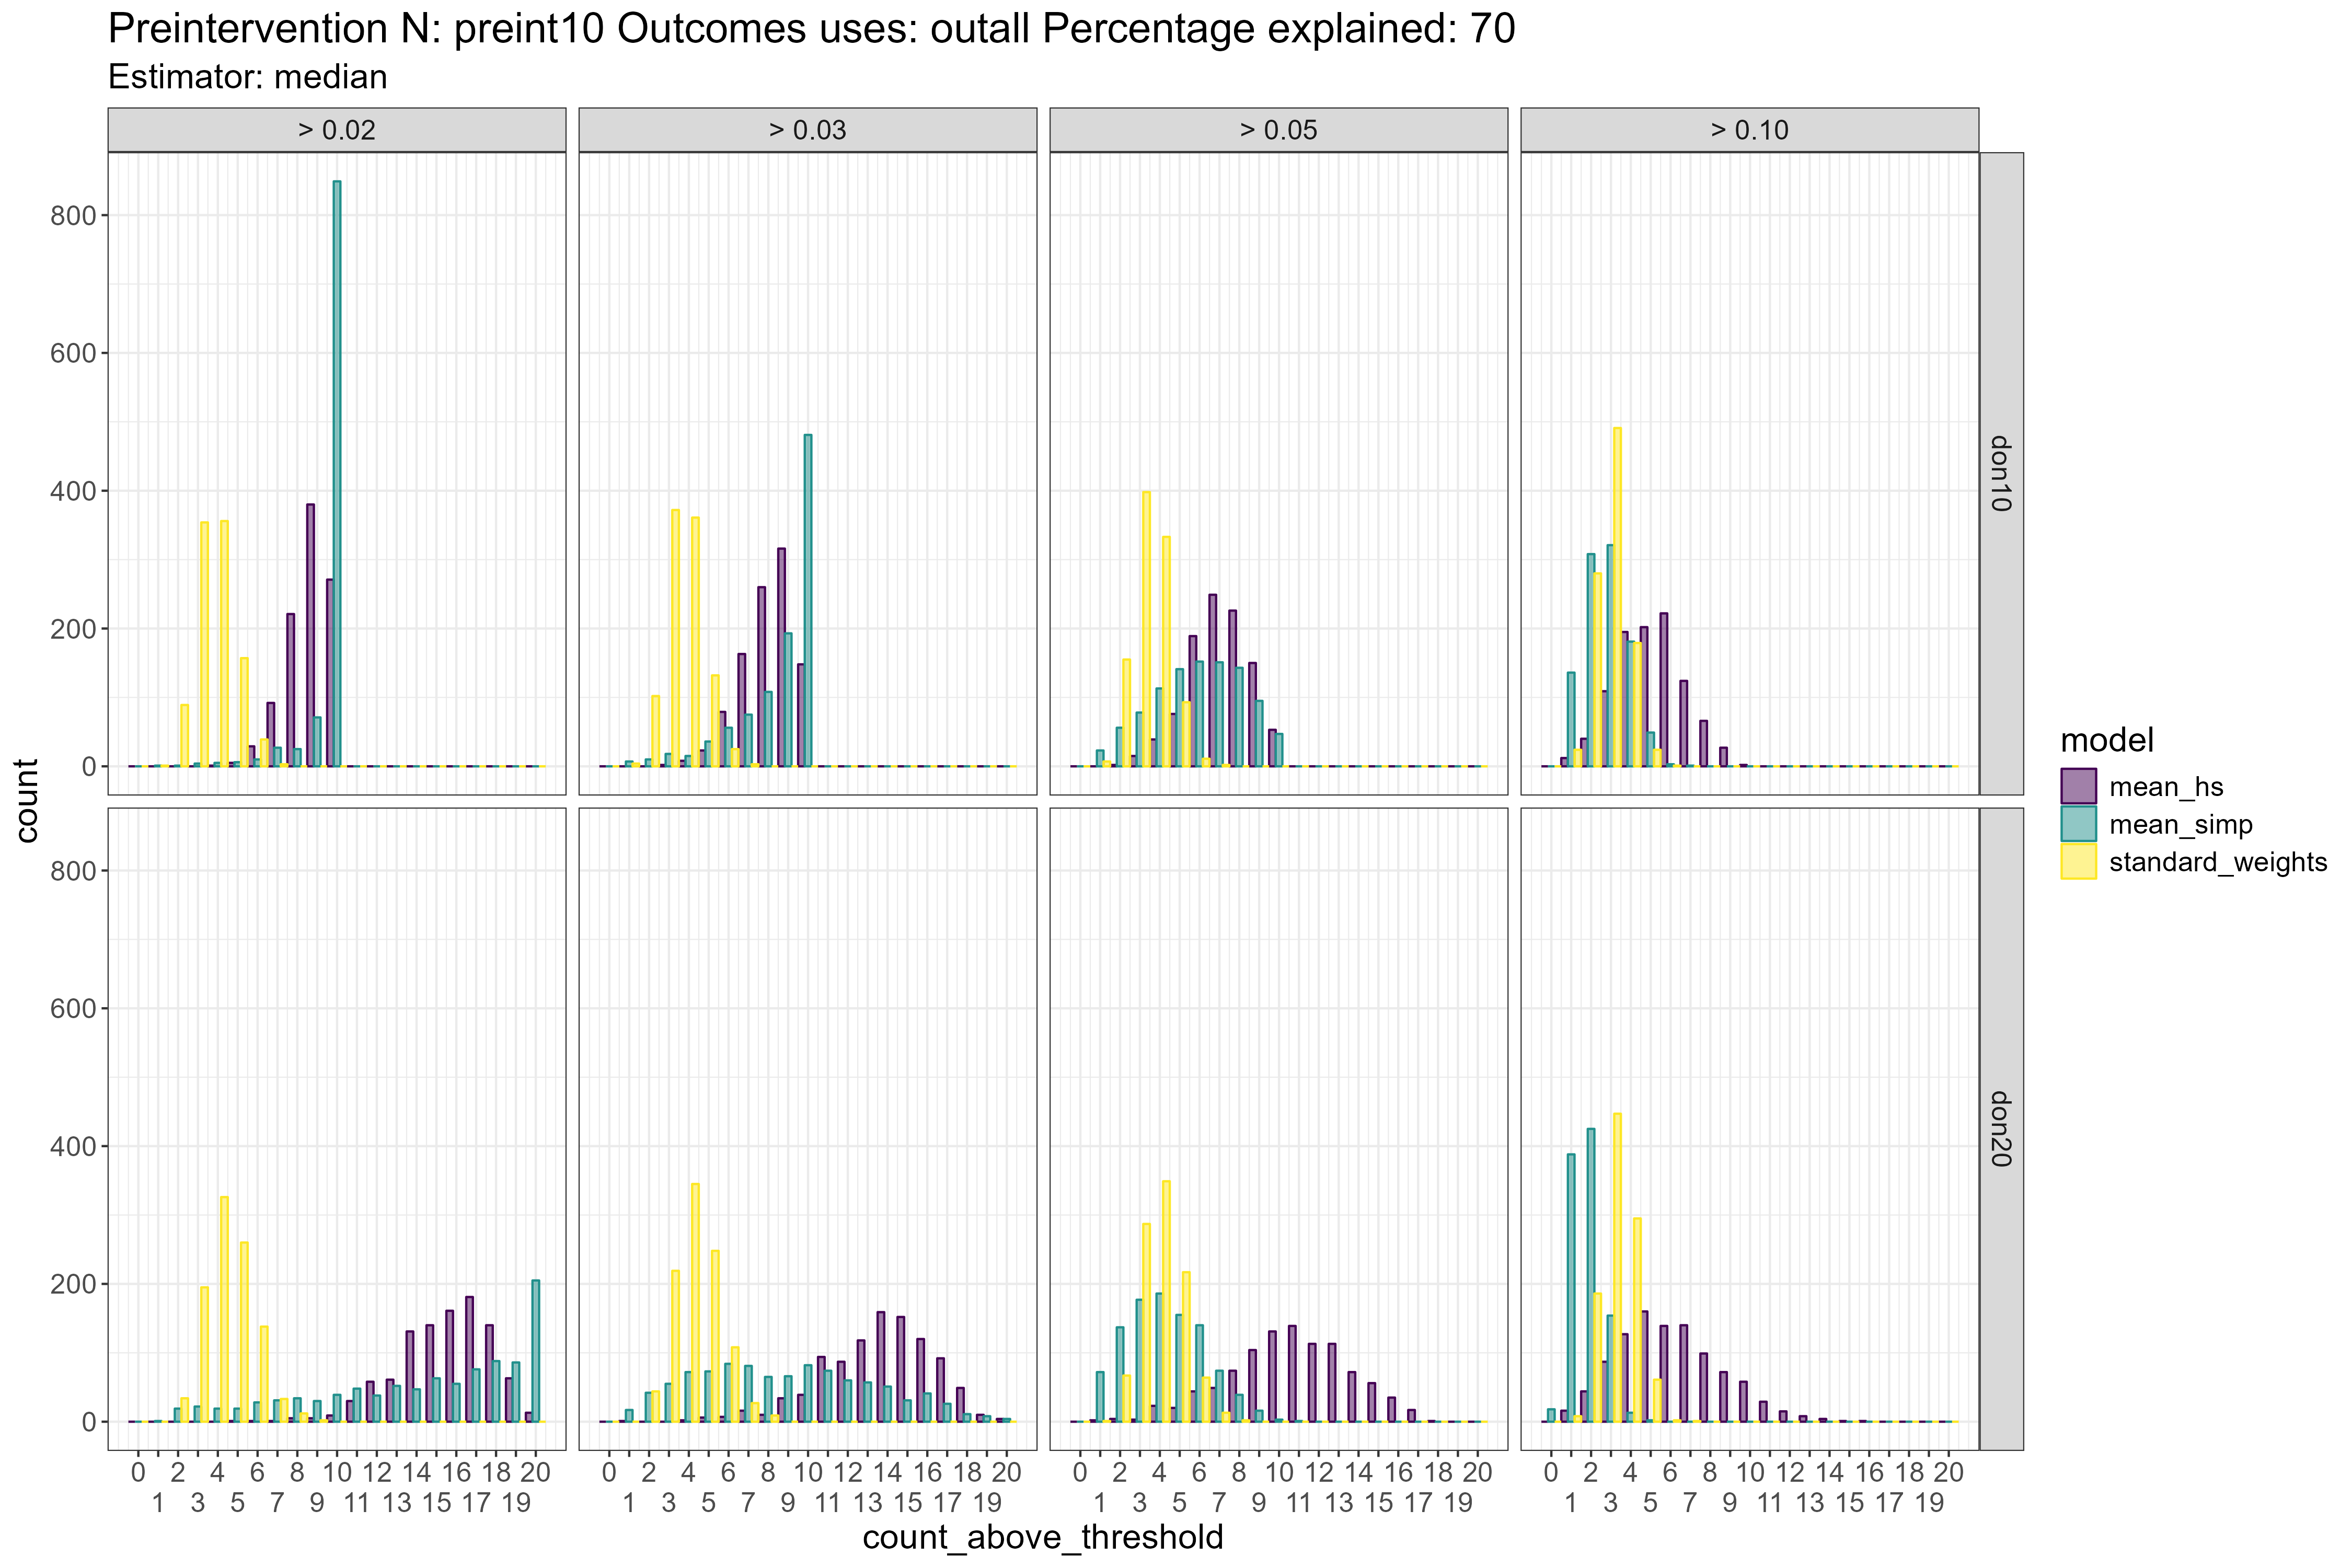 Preintervention N: preint10 Outcomes uses: outall Percentage explained: 70
Estimator: median
> 0.02 > 0.03 > 0.05 > 0.10
800
600
400
200
0
don10
800
600
400
200
0
don20
count
0 2 4 6 8 10 12 14 16 18 20 0 2 4 6 8 10 12 14 16 18 20 0 2 4 6 8 10 12 14 16 18 20 0 2 4 6 8 10 12 14 16 18 20
1 3 5 7 9 11 13 15 17 19 1 3 5 7 9 11 13 15 17 19 1 3 5 7 9 11 13 15 17 19 1 3 5 7 9 11 13 15 17 19
count_above_threshold
model
mean_hs
mean_simp
standard_weights